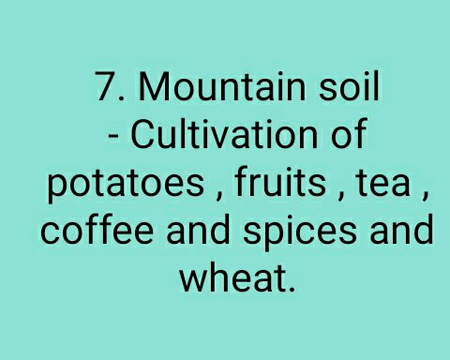 7. Mountain soil
- Cultivation of
potatoes , fruits , tea ,
coffee and spices and
wheat.